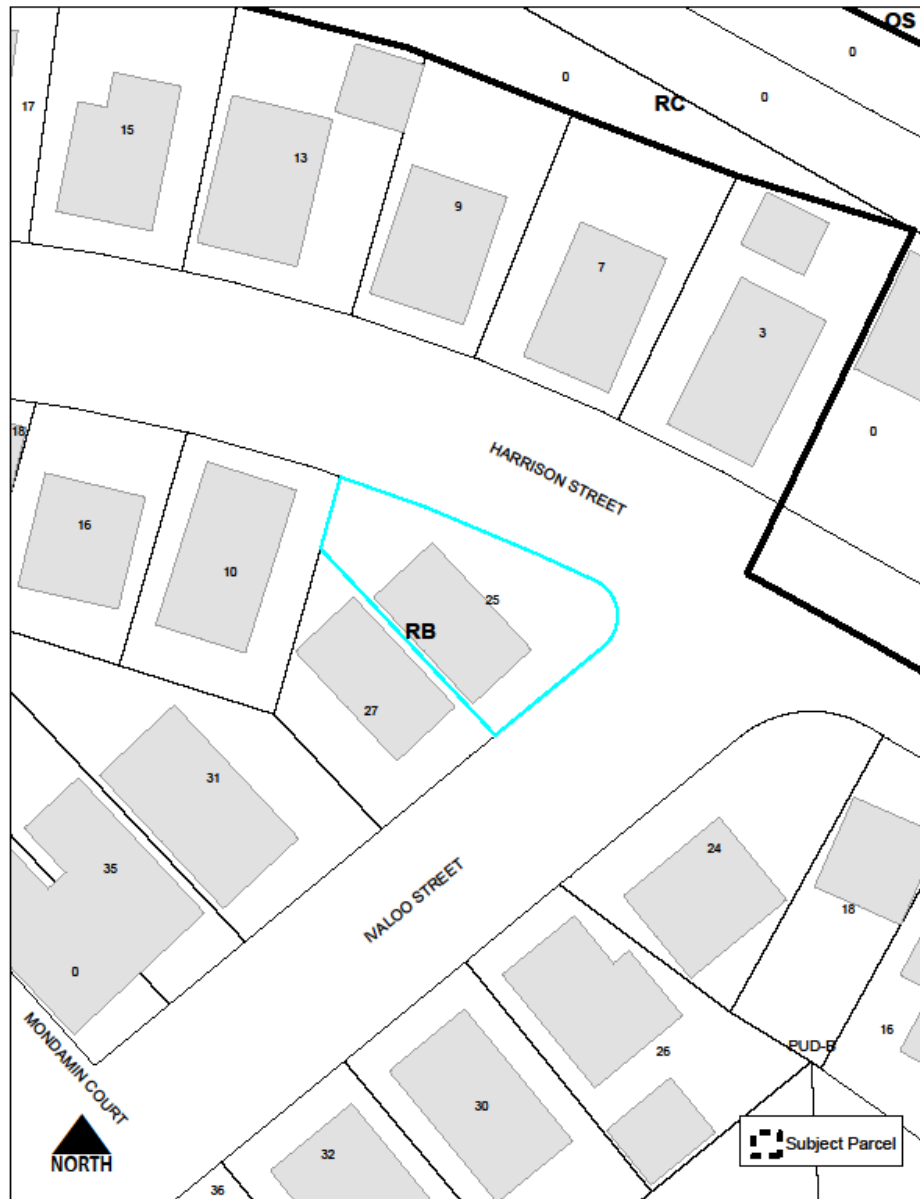 OS
0
0
0
RC
17
15
13
9
7
3
0
HARRISON STREET
18
16
10
25
RB
27
31
35
24
18
IVALOO STREET
0
16
26
PUD-B
MONDAMIN COURT
30
32
36
NORTH
Subject Parcel